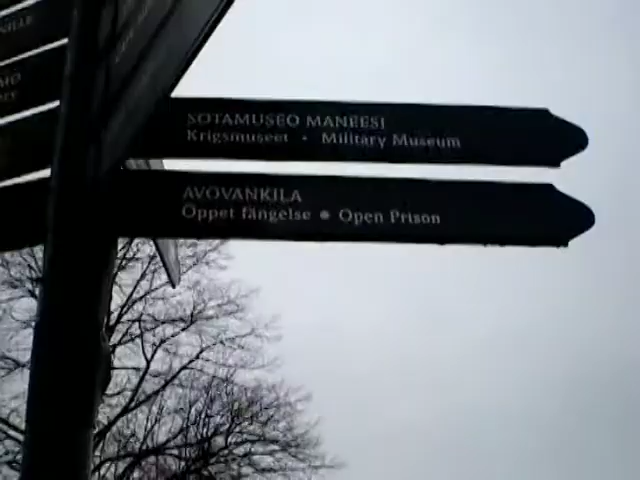 SOTAMUSEO MANEESI
Krigsmuseet • Military Museum
AVOVANKILA
Öppet fängelse • Open Prison